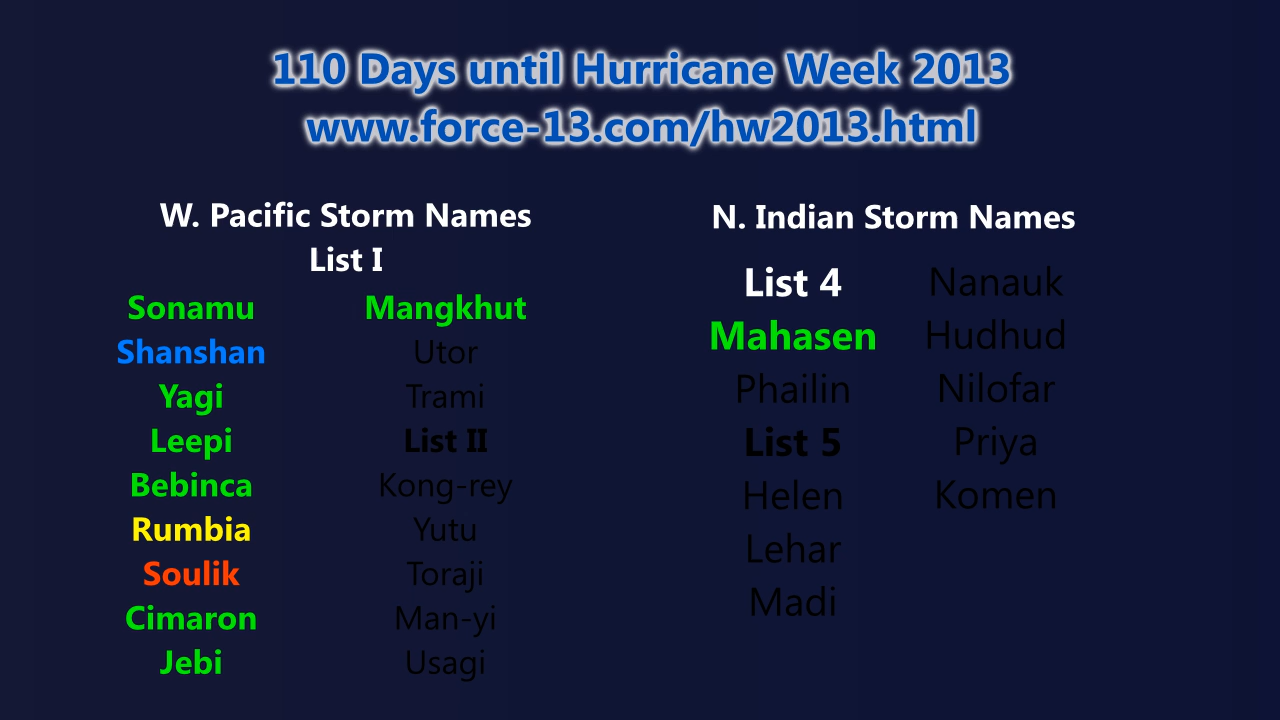 110 Days until Hurricane Week 2013
www.force-13.com/hw2013.html
W. Pacific Storm Names
List I
Sonamu
Shanshan
Yagi
Leepi
Bebinca
Rumbia
Soulik
Cimaron
Jebi
Mangkhut
Utor
Trami
List II
Kong-rey
Yutu
Toraji
Man-yi
Usagi
N. Indian Storm Names
List 4
Mahasen
Phailin
List 5
Helen
Lehar
Madi
Nanauk
Hudhud
Nilofar
Priya
Komen